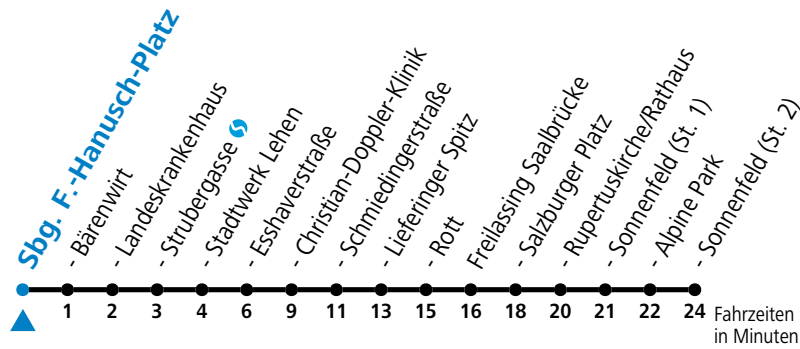 Sbg. F.-Hanusch-Platz
- Bärenwirt
- Landeskrankenhaus
- Strubergasse
- Stadtwerk Lehen
- Esshaverstraße
- Christian-Doppler-Klinik
- Schmiedingerstraße
- Lieferinger Spitz
- Rott
Freilassing Saalbrücke
- Salzburger Platz
- Rupertuskirche/Rathaus
- Sonnenfeld (St. 1)
- Alpine Park
- Sonnenfeld (St. 2)
1 2 3 4 6 9 11 13 15 16 18 20 21 22 24 Fahrzeiten
in Minuten